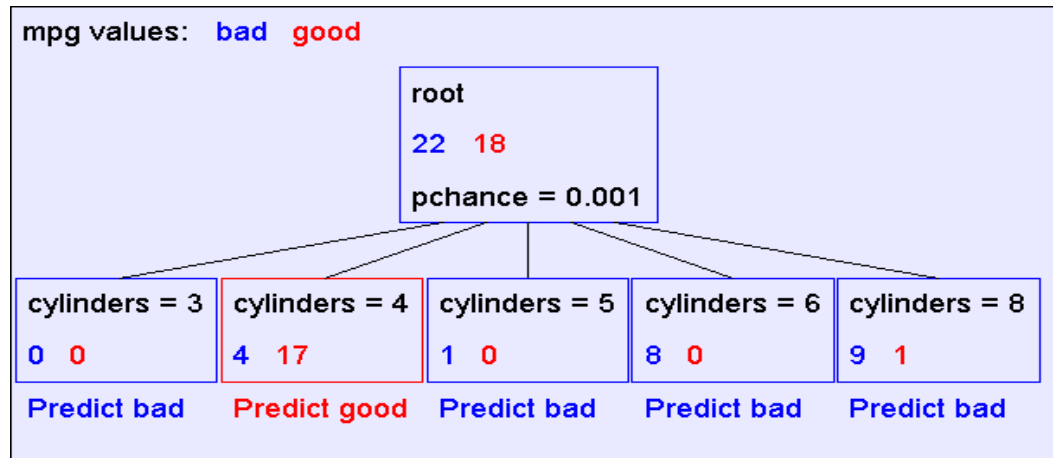 mpg values: bad good
root
22 18
pchance = 0.001
cylinders = 3
0 0
Predict bad
cylinders = 4
4 17
Predict good
cylinders = 5
1 0
Predict bad
cylinders = 6
8 0
Predict bad
cylinders = 8
9 1
Predict bad